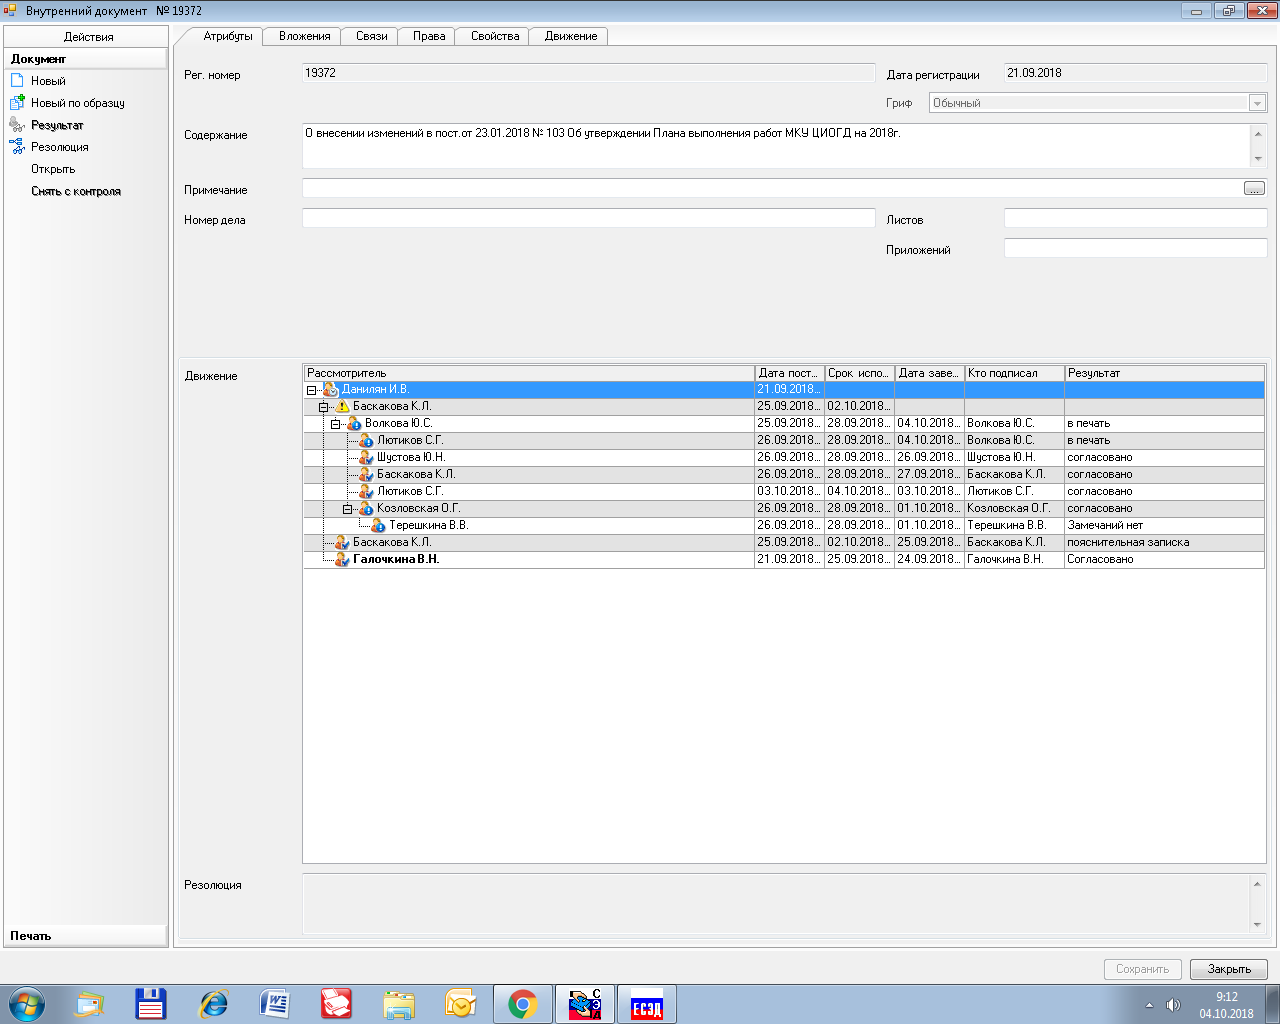 Внутренний документ № 19372
Действия
Документ
Новый
Новый по образцу
Результат
Резолюция
Открыть
Снять с контроля
Печать
Атрибуты Вложения Связи Права Свойства Движение
Рег. номер 19372 Дата регистрации 21.09.2018
Гриф Обычный
Содержание О внесении изменений в пост.от 23.01.2018 № 103 Об утверждении Плана выполнения работ МКУ ЦИОГД на 2018г.
Примечание ...
Номер дела Листов
Приложений
Движение
Рассмотритель Дата пост... Срок испо... Дата заве... Кто подписал Результат
Данилян И.В. 21.09.2018...
Баскакова К.Л. 25.09.2018... 02.10.2018...
Волкова Ю.С. 25.09.2018... 28.09.2018... 04.10.2018... Волкова Ю.С. в печать
Лютиков С.Г. 26.09.2018... 28.09.2018... 04.10.2018... Волкова Ю.С. в печать
Шустова Ю.Н. 26.09.2018... 28.09.2018... 26.09.2018... Шустова Ю.Н. согласовано
Баскакова К.Л. 26.09.2018... 28.09.2018... 27.09.2018... Баскакова К.Л. согласовано
Лютиков С.Г. 03.10.2018... 04.10.2018... 03.10.2018... Лютиков С.Г. согласовано
Козловская О.Г. 26.09.2018... 28.09.2018... 01.10.2018... Козловская О.Г. согласовано
Терешкина В.В. 26.09.2018... 28.09.2018... 01.10.2018... Терешкина В.В. Замечаний нет
Баскакова К.Л. 25.09.2018... 02.10.2018... 25.09.2018... Баскакова К.Л. пояснительная записка
Галочкина В.Н. 21.09.2018... 25.09.2018... 24.09.2018... Галочкина В.Н. Согласовано
Резолюция
Сохранить Закрыть
СЭД ЕСЭД
9:12
04.10.2018